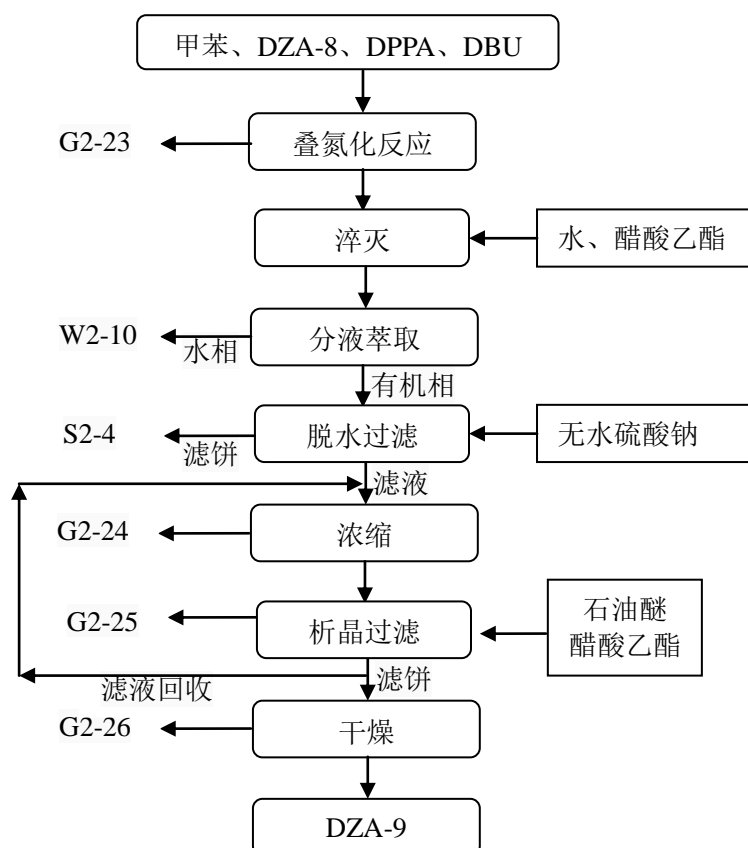 甲苯、DZA-8、DPPA、DBU
G2-23
叠氮化反应
淬灭
水、醋酸乙酯
W2-10
水相
分液萃取
有机相
S2-4
滤饼
脱水过滤
无水硫酸钠
滤液
G2-24
浓缩
G2-25
析晶过滤
石油醚
醋酸乙酯
滤液回收
滤饼
G2-26
干燥
DZA-9